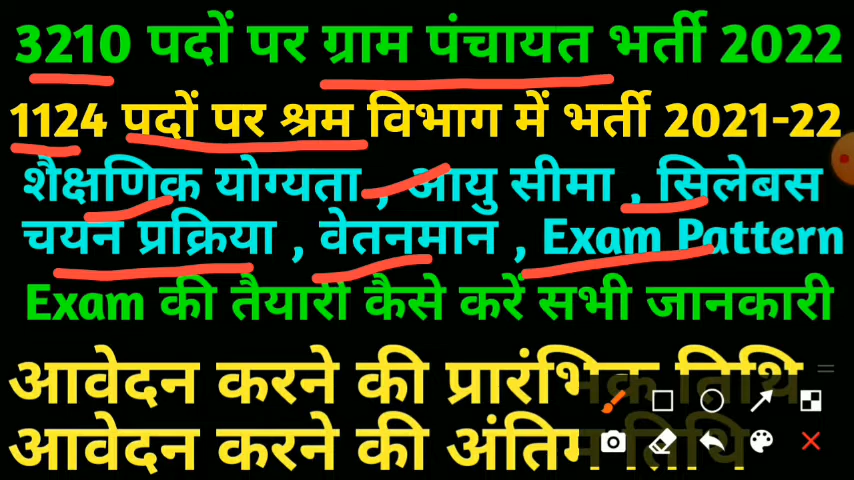 3210 पदों पर ग्राम पंचायत भर्ती 2022
1124 पदों पर श्रम विभाग में भर्ती 2021-22
शैक्षणिक योग्यता , आयु सीमा , सिलेबस
चयन प्रक्रिया , वेतनमान , Exam Pattern
Exam की तैयारी कैसे करें सभी जानकारी
आवेदन करने की प्रारंभिक तिथि
आवेदन करने की अंतिम तिथि